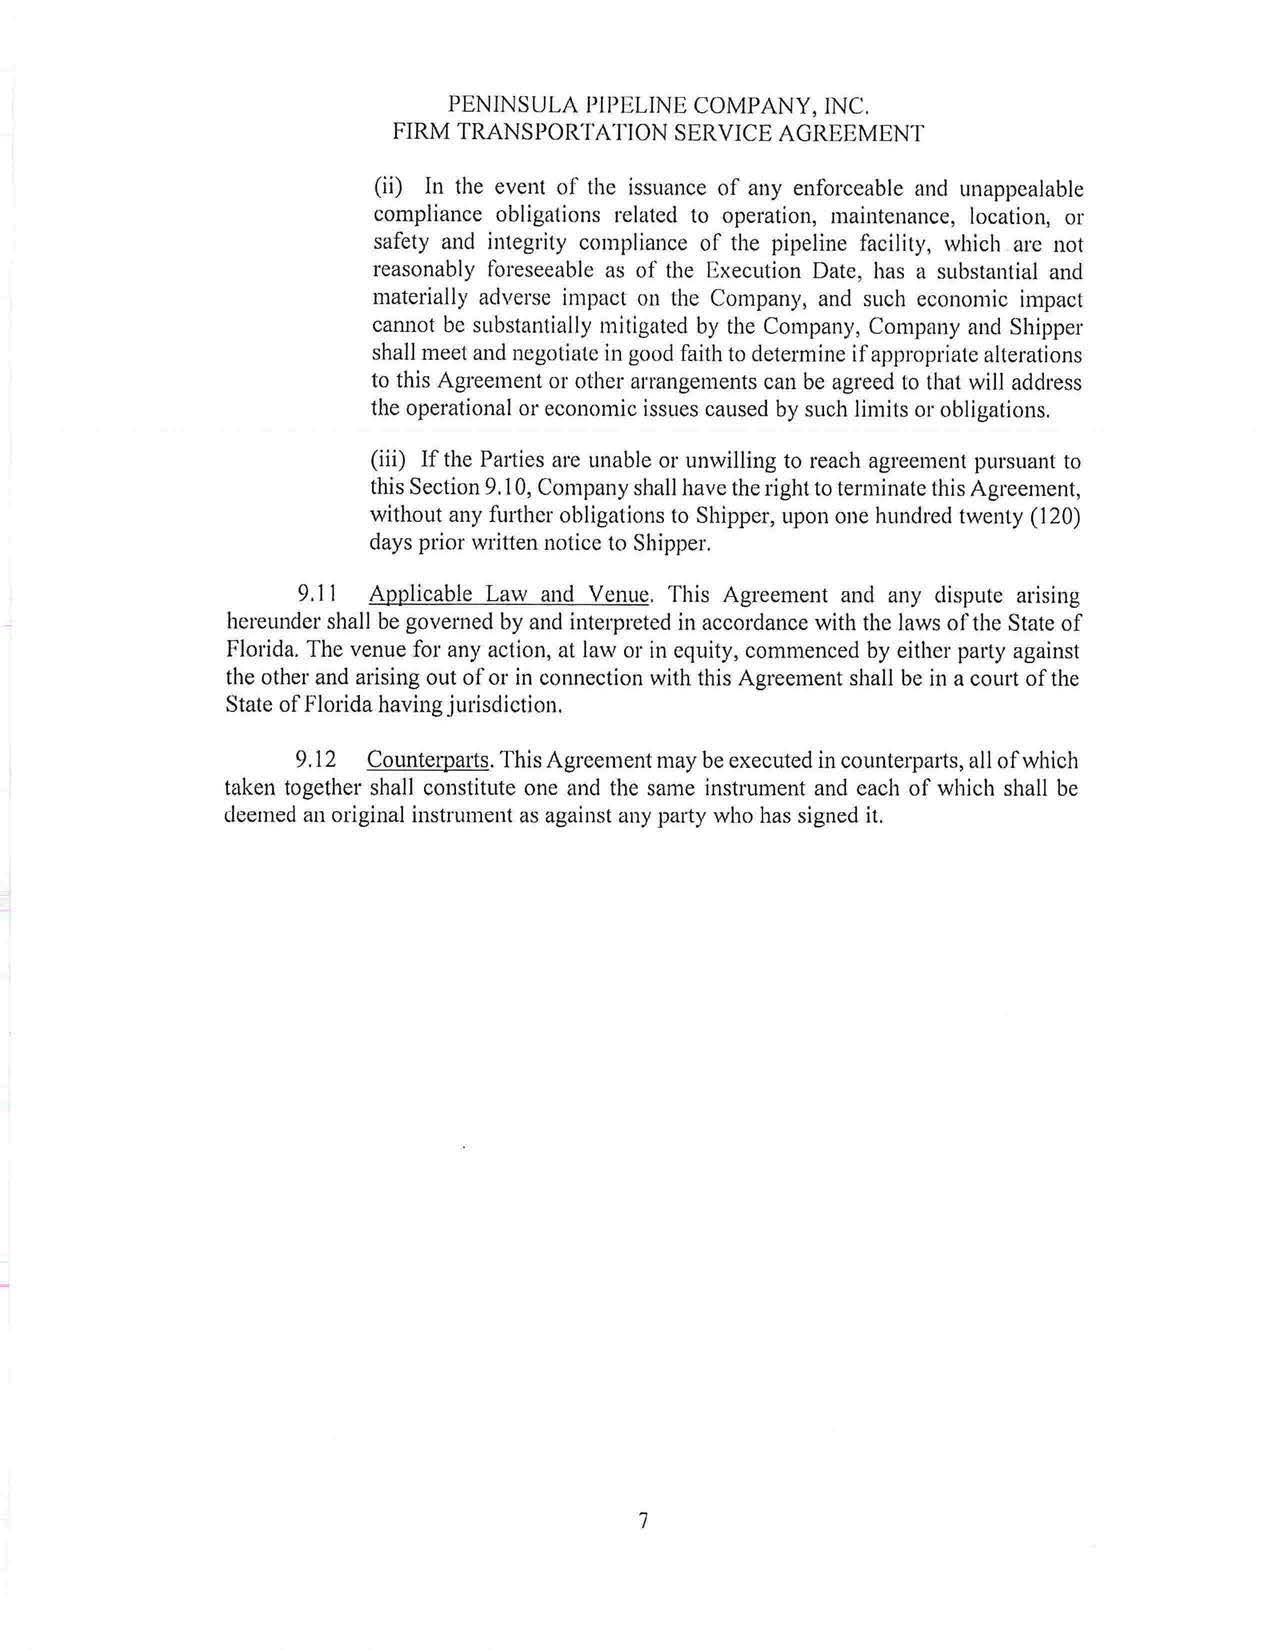 PENINSULA PIPELINE COMPANY, INC.
FIRM TRANSPORTATION SERVICE AGREEMENT
(ii) In the event of the issuance of any enforceable and unappealable
compliance obligations related to operation, maintenance, location, or
safety and integrity compliance of the pipeline facility, which are not
reasonably foreseeable as of the Execution Date, has a substantial and
materially adverse impact on the Company, and such economic impact
cannot be substantially mitigated by the Company, Company and Shipper
shall meet and negotiate in good faith to determine if appropriate alterations
to this Agreement or other arrangements can be agreed to that will address
the operational or economic issues caused by such limits or obligations.
(iii) If the Parties are unable or unwilling to reach agreement pursuant to
this Section 9.10, Company shall have the right to terminate this Agreement,
without any further obligations to Shipper, upon one hundred twenty (120)
days prior written notice to Shipper.
9.11 Applicable Law and Venue. This Agreement and any dispute arising
hereunder shall be governed by and interpreted in accordance with the laws of the State of
Florida. The venue for any action, at law or in equity, commenced by either party against
the other and arising out of or in connection with this Agreement shall be in a court of the
State of Florida having jurisdiction.
9.12 Counterparts. This Agreement may be executed in counterparts, all of which
taken together shall constitute one and the same instrument and each of which shall be
deemed an original instrument as against any party who has signed it.
7